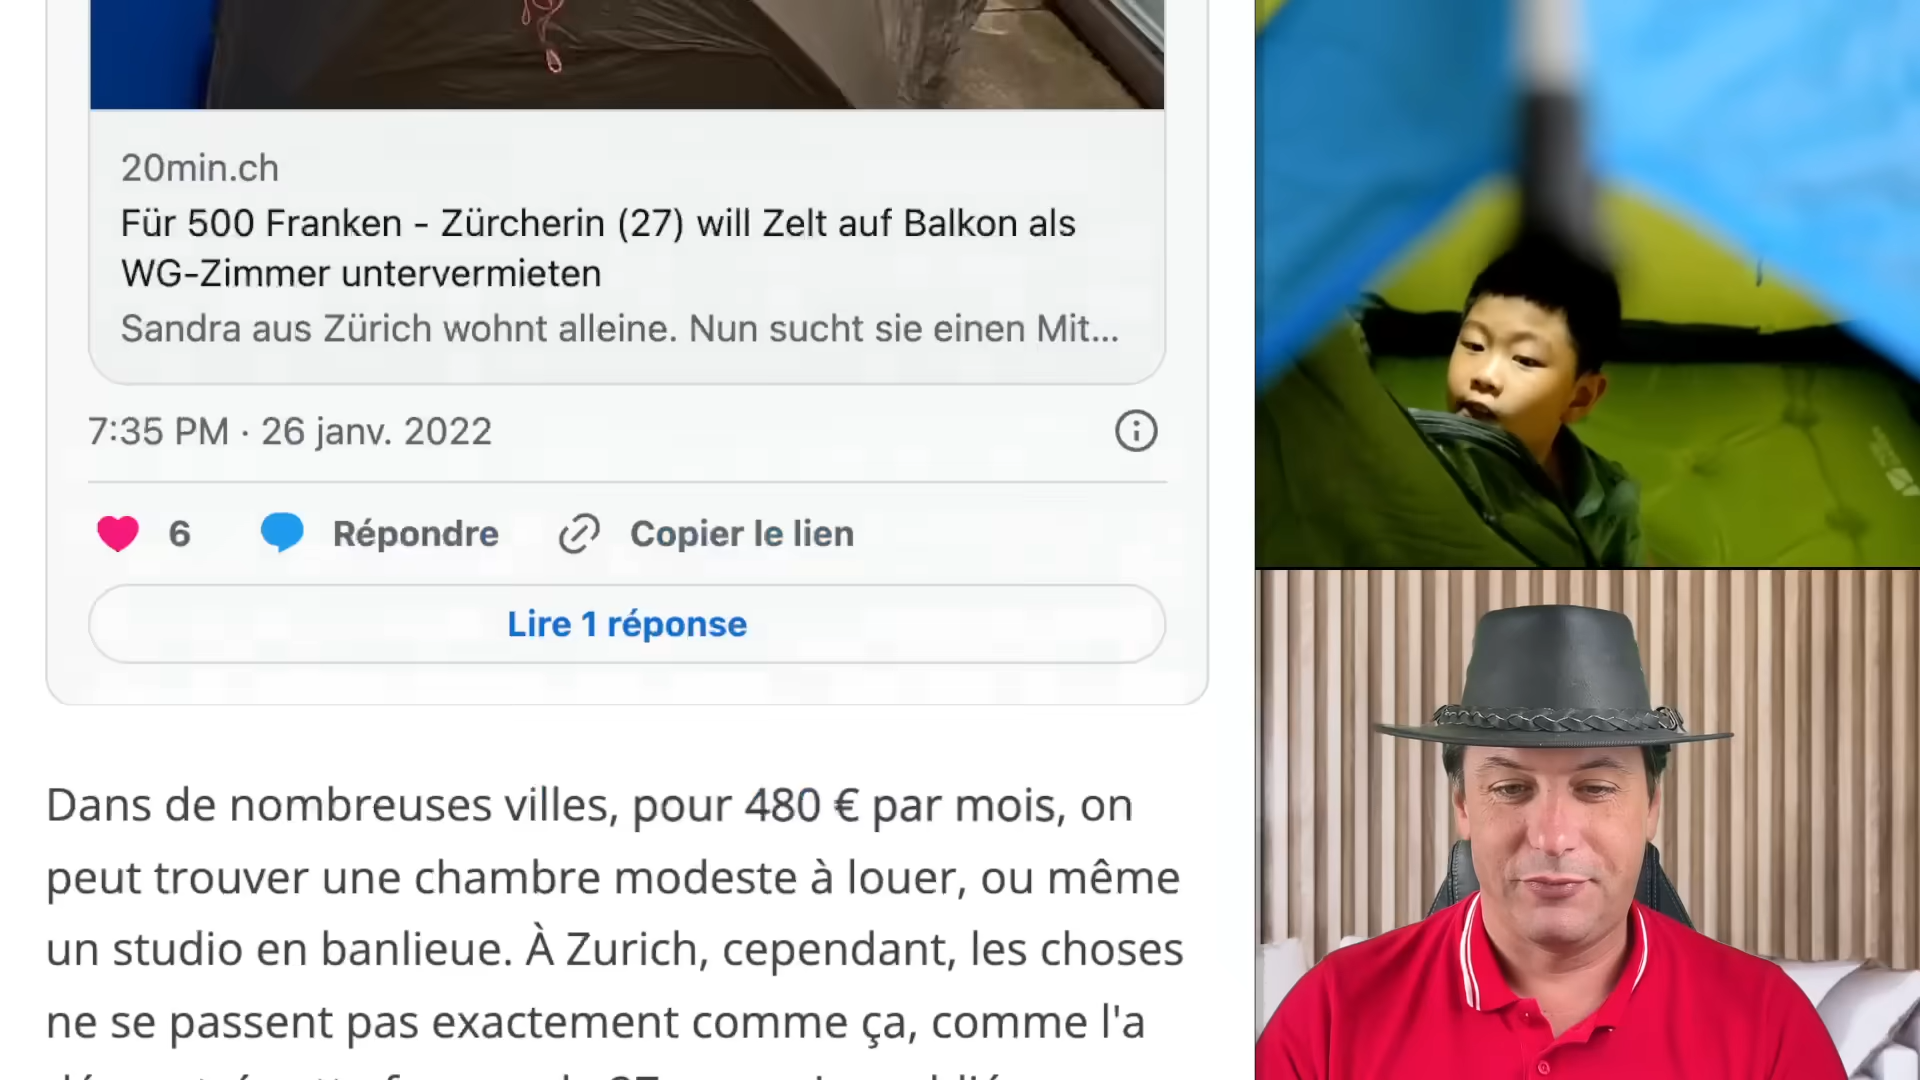 20min.ch
Für 500 Franken - Zürcherin (27) will Zelt auf Balkon als
WG-Zimmer untervermieten
Sandra aus Zürich wohnt alleine. Nun sucht sie einen Mit...
7:35 PM · 26 janv. 2022
6 Répondre Copier le lien
Lire 1 réponse
Dans de nombreuses villes, pour 480 € par mois, on
peut trouver une chambre modeste à louer, ou même
un studio en banlieue. À Zurich, cependant, les choses
ne se passent pas exactement comme ça, comme l'a